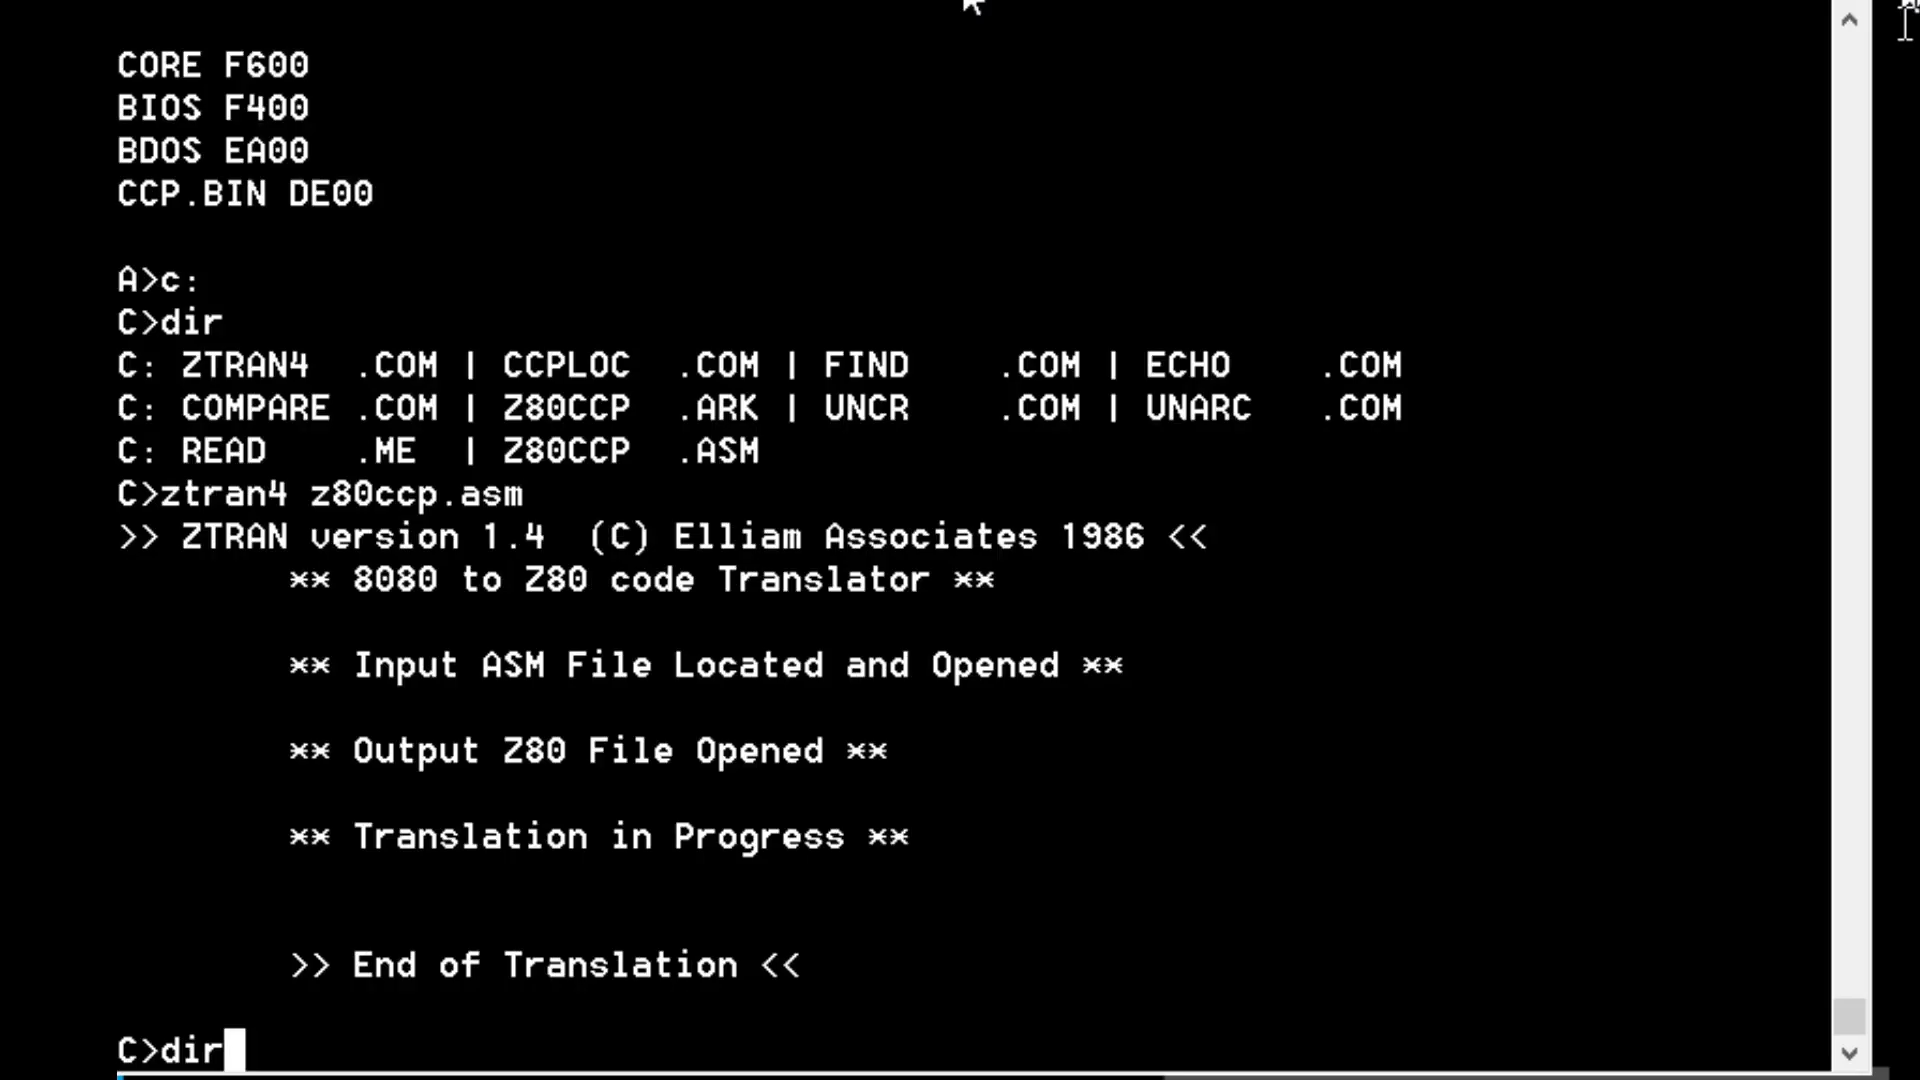 CORE F600
BIOS F400
BDOS EA00
CCP.BIN DE00
A>c:
C>dir
C: ZTRAN4   .COM | CCPLOC   .COM | FIND     .COM | ECHO     .COM
C: COMPARE  .COM | Z80CCP   .ARK | UNCR     .COM | UNARC    .COM
C: READ     .ME  | Z80CCP   .ASM
C>ztran4 z80ccp.asm
>> ZTRAN version 1.4  (C) Elliam Associates 1986 <<
** 8080 to Z80 code Translator **
** Input ASM File Located and Opened **
** Output Z80 File Opened **
** Translation in Progress **
>> End of Translation <<
C>dir